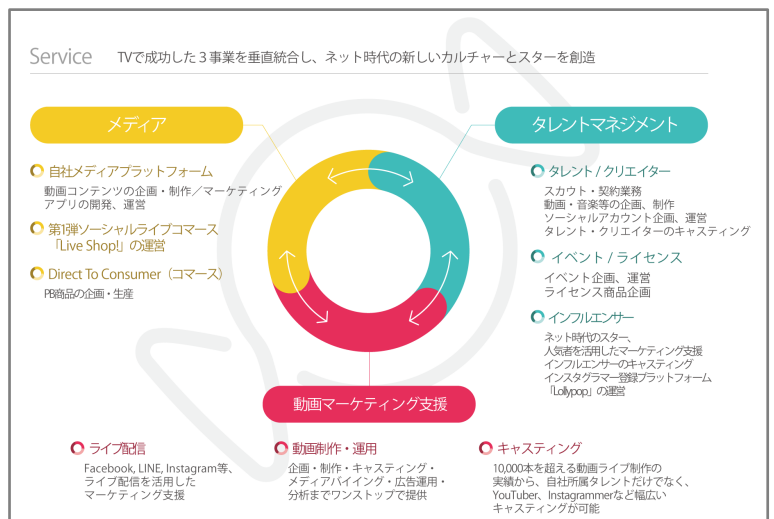 Service TVで成功した3事業を垂直統合し、ネット時代の新しいカルチャーとスターを創造
メディア
自社メディアプラットフォーム
動画コンテンツの企画・制作／マーケティング
アプリの開発、運営
第1弾ソーシャルライブコマース
「Live Shop!」の運営
Direct To Consumer（コマース）
PB商品の企画・生産
タレントマネジメント
タレント / クリエイター
スカウト・契約業務
動画・音楽等の企画、制作
ソーシャルアカウント企画、運営
タレント・クリエイターのキャスティング
イベント / ライセンス
イベント企画、運営
ライセンス商品企画
インフルエンサー
ネット時代のスター、
人気者を活用したマーケティング支援
インフルエンサーのキャスティング
インスタグラマー登録プラットフォーム
「Lollypop」の運営
動画マーケティング支援
ライブ配信
Facebook, LINE, Instagram等、
ライブ配信を活用した
マーケティング支援
動画制作・運用
企画・制作・キャスティング・
メディアバイイング・広告運用・
分析までワンストップで提供
キャスティング
10,000本を超える動画ライブ制作の
実績から、自社所属タレントだけでなく、
YouTuber、Instagrammerなど幅広い
キャスティングが可能